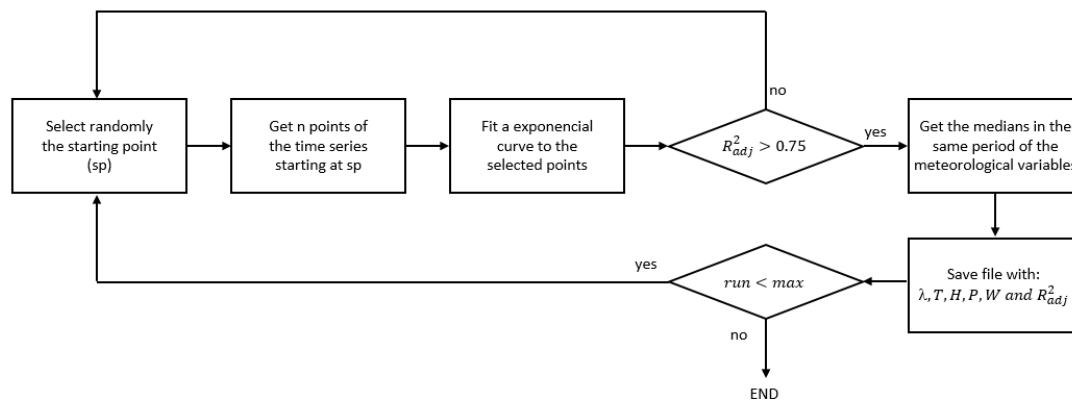 no
Select randomly
the starting point
(sp)
Get n points of
the time series
starting at sp
Fit a exponencial
curve to the
selected points
R²adj > 0.75
yes
Get the medians in the
same period of the
meteorological variables
yes
run < max
Save file with:
λ, T, H, P, W and R²adj
no
END